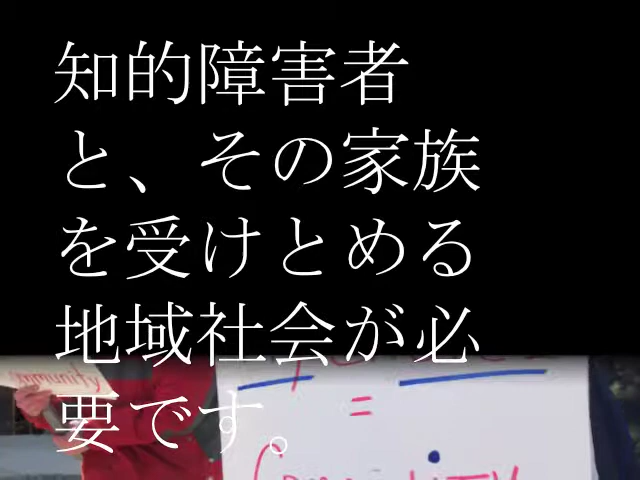 知的障害者
と、その家族
を受けとめる
地域社会が必
要です。
mmunity
=